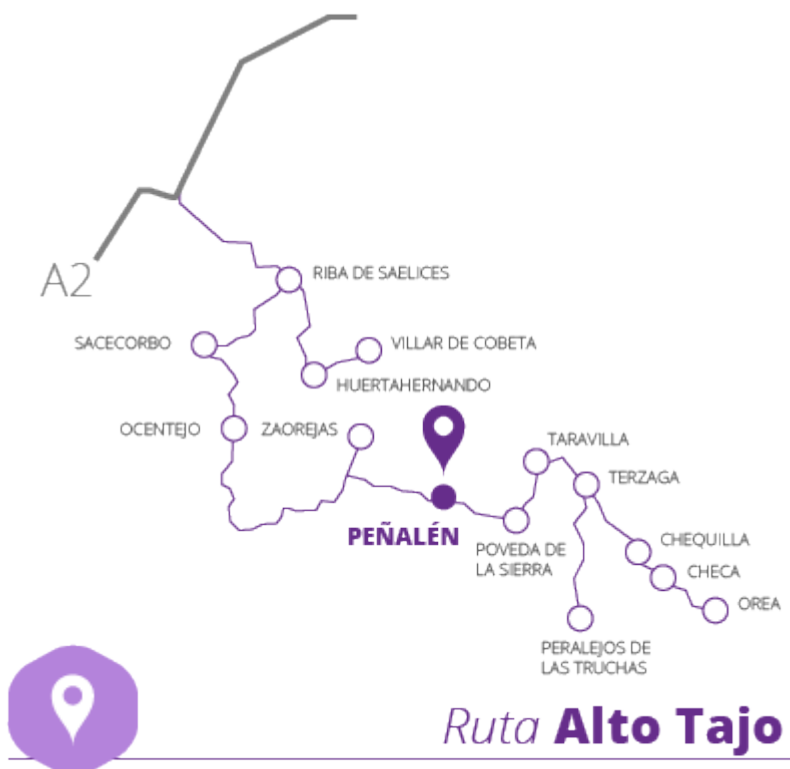 A2
RIBA DE SAELICES
SACECORBO
VILLAR DE COBETA
HUERTAHERNANDO
OCENTEJO
ZAOREJAS
TARAVILLA
TERZAGA
PEÑALÉN
POVEDA DE
LA SIERRA
CHEQUILLA
CHECA
OREA
PERALEJOS DE
LAS TRUCHAS
Ruta Alto Tajo